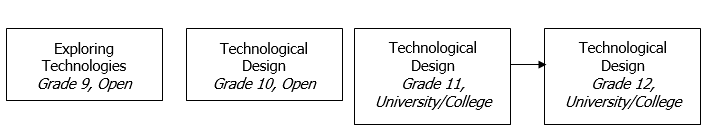 Exploring
Technologies
Grade 9, Open
Technological
Design
Grade 10, Open
Technological
Design
Grade 11,
University/College
Technological
Design
Grade 12,
University/College